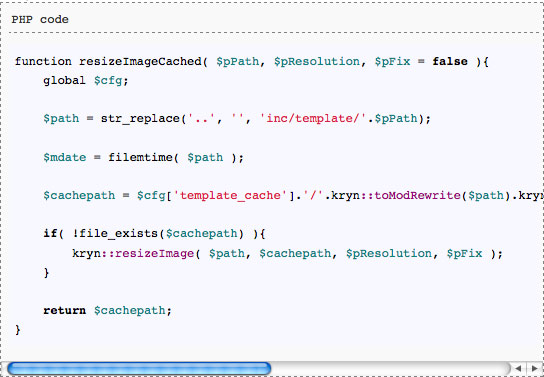 PHP code
function resizeImageCached( $pPath, $pResolution, $pFix = false ){
global $cfg;
$path = str_replace('..', '', 'inc/template/'.$pPath);
$mdate = filemtime( $path );
$cachepath = $cfg['template_cache'].'/'.kryn::toModRewrite($path).kryn
if( !file_exists($cachepath) ){
kryn::resizeImage( $path, $cachepath, $pResolution, $pFix );
}
return $cachepath;
}